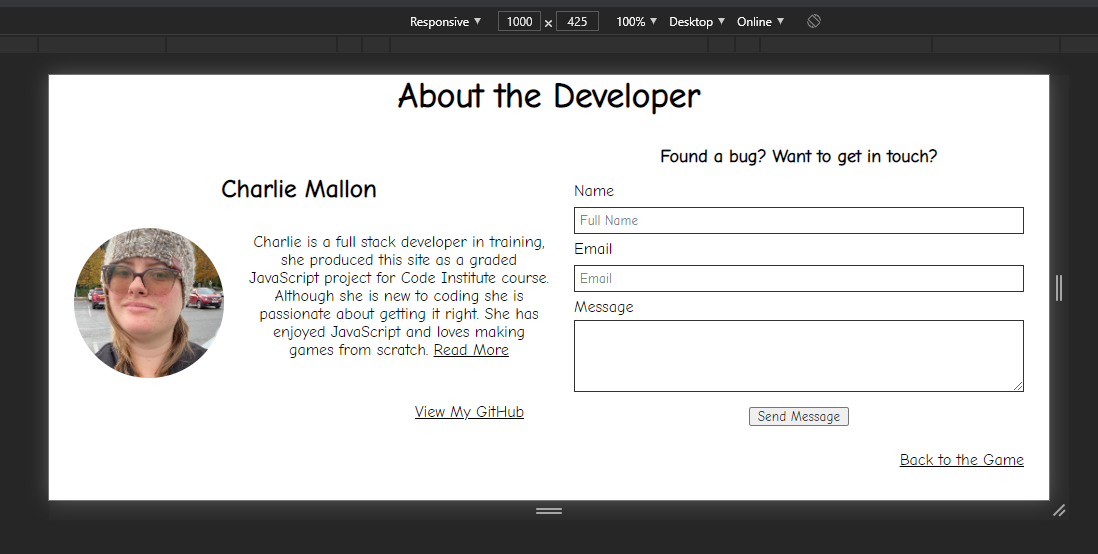 Responsive ▼ 1000 × 425 100% ▼ Desktop ▼ Online ▼
About the Developer
Charlie Mallon
Charlie is a full stack developer in training,
she produced this site as a graded
JavaScript project for Code Institute course.
Although she is new to coding she is
passionate about getting it right. She has
enjoyed JavaScript and loves making
games from scratch. Read More
View My GitHub
Found a bug? Want to get in touch?
Name
Full Name
Email
Email
Message
Send Message
Back to the Game